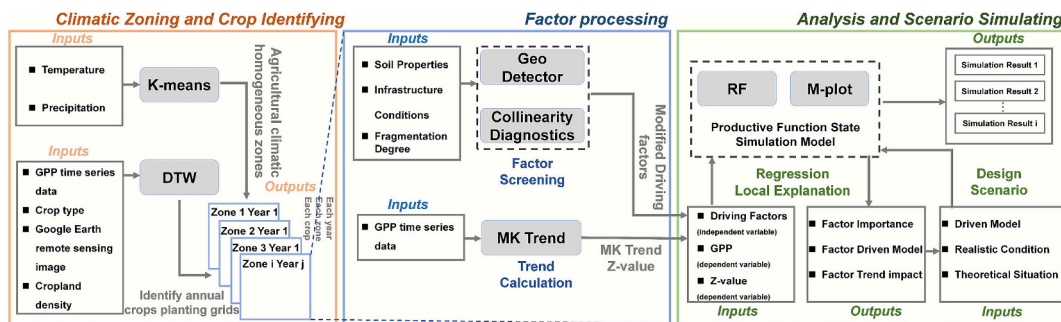 Climatic Zoning and Crop Identifying
Inputs
Temperature
Precipitation
K-means
Agricultural climatic
homogeneous zones
Inputs
GPP time series
data
Crop type
Google Earth
remote sensing
image
Cropland
density
DTW
Outputs
Zone 1 Year 1
Zone 2 Year 1
Zone 3 Year 1
Zone i Year j
Each year
Each zone
Each crop
Identify annual
crops planting grids
Factor processing
Inputs
Soil Properties
Infrastructure
Conditions
Fragmentation
Degree
Geo
Detector
Collinearity
Diagnostics
Factor
Screening
Modified Driving
factors
Inputs
GPP time series
data
MK Trend
Trend
Calculation
MK Trend
Z-value
Analysis and Scenario Simulating
Outputs
RF
M-plot
Productive Function State
Simulation Model
Simulation Result 1
Simulation Result 2
Simulation Result i
Regression
Local Explanation
Design
Scenario
Driving Factors
(independent variable)
GPP
(dependent variable)
Z-value
(dependent variable)
Inputs
Factor Importance
Factor Driven Model
Factor Trend impact
Outputs
Driven Model
Realistic Condition
Theoretical Situation
Inputs